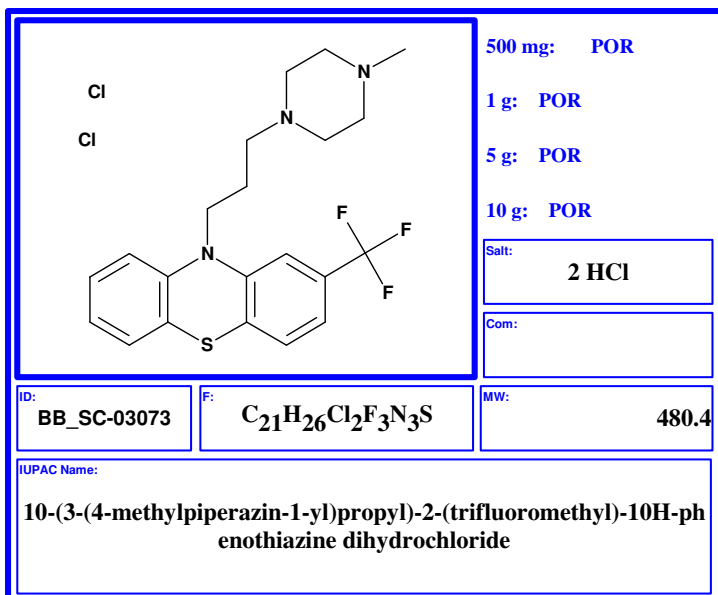 Cl
Cl
N
N
N
S
F
F
F
500 mg: POR
1 g: POR
5 g: POR
10 g: POR
Salt:
2 HCl
Com:
ID:
BB_SC-03073
F:
C21H26Cl2F3N3S
MW:
480.4
IUPAC Name:
10-(3-(4-methylpiperazin-1-yl)propyl)-2-(trifluoromethyl)-10H-ph
enothiazine dihydrochloride